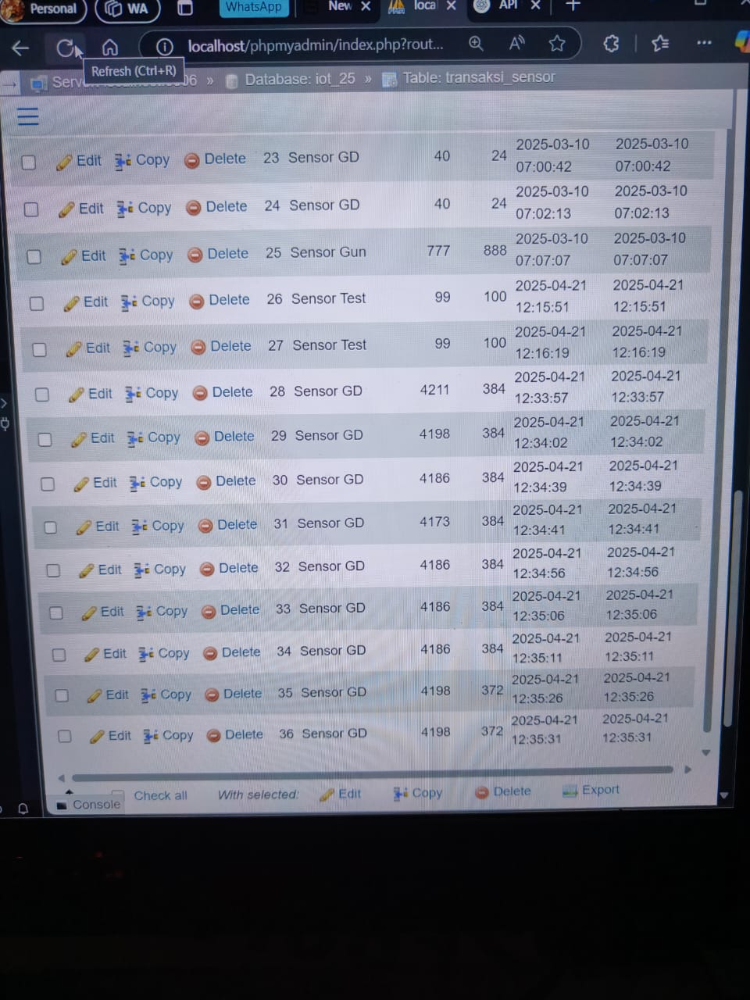 Personal WA WhatsApp New loca API
localhost/phpmyadmin/index.php?rout...
Refresh (Ctrl+R)
» Database: iot_25 » Table: transaksi_sensor
Edit Copy Delete 23 Sensor GD 40 24 2025-03-10 07:00:42 2025-03-10 07:00:42
Edit Copy Delete 24 Sensor GD 40 24 2025-03-10 07:02:13 2025-03-10 07:02:13
Edit Copy Delete 25 Sensor Gun 777 888 2025-03-10 07:07:07 2025-03-10 07:07:07
Edit Copy Delete 26 Sensor Test 99 100 2025-04-21 12:15:51 2025-04-21 12:15:51
Edit Copy Delete 27 Sensor Test 99 100 2025-04-21 12:16:19 2025-04-21 12:16:19
Edit Copy Delete 28 Sensor GD 4211 384 2025-04-21 12:33:57 2025-04-21 12:33:57
Edit Copy Delete 29 Sensor GD 4198 384 2025-04-21 12:34:02 2025-04-21 12:34:02
Edit Copy Delete 30 Sensor GD 4186 384 2025-04-21 12:34:39 2025-04-21 12:34:39
Edit Copy Delete 31 Sensor GD 4173 384 2025-04-21 12:34:41 2025-04-21 12:34:41
Edit Copy Delete 32 Sensor GD 4186 384 2025-04-21 12:34:56 2025-04-21 12:34:56
Edit Copy Delete 33 Sensor GD 4186 384 2025-04-21 12:35:06 2025-04-21 12:35:06
Edit Copy Delete 34 Sensor GD 4186 384 2025-04-21 12:35:11 2025-04-21 12:35:11
Edit Copy Delete 35 Sensor GD 4198 372 2025-04-21 12:35:26 2025-04-21 12:35:26
Edit Copy Delete 36 Sensor GD 4198 372 2025-04-21 12:35:31 2025-04-21 12:35:31
Check all With selected: Edit Copy Delete Export
Console